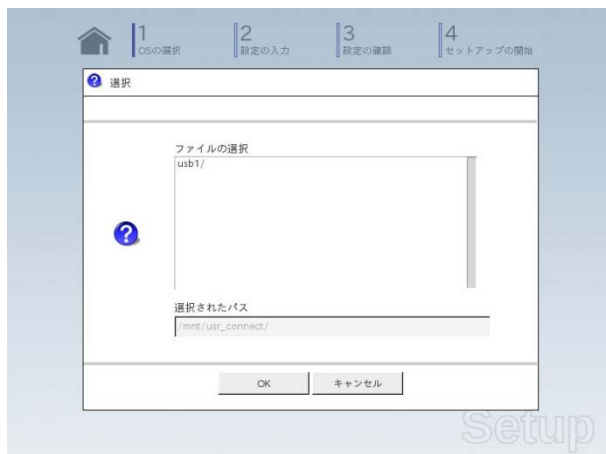 1
OSの選択
2
設定の入力
3
設定の確認
4
セットアップの開始
選択
ファイルの選択
usb1/
選択されたパス
/mnt/usr_connect/
OK
キャンセル
Setup